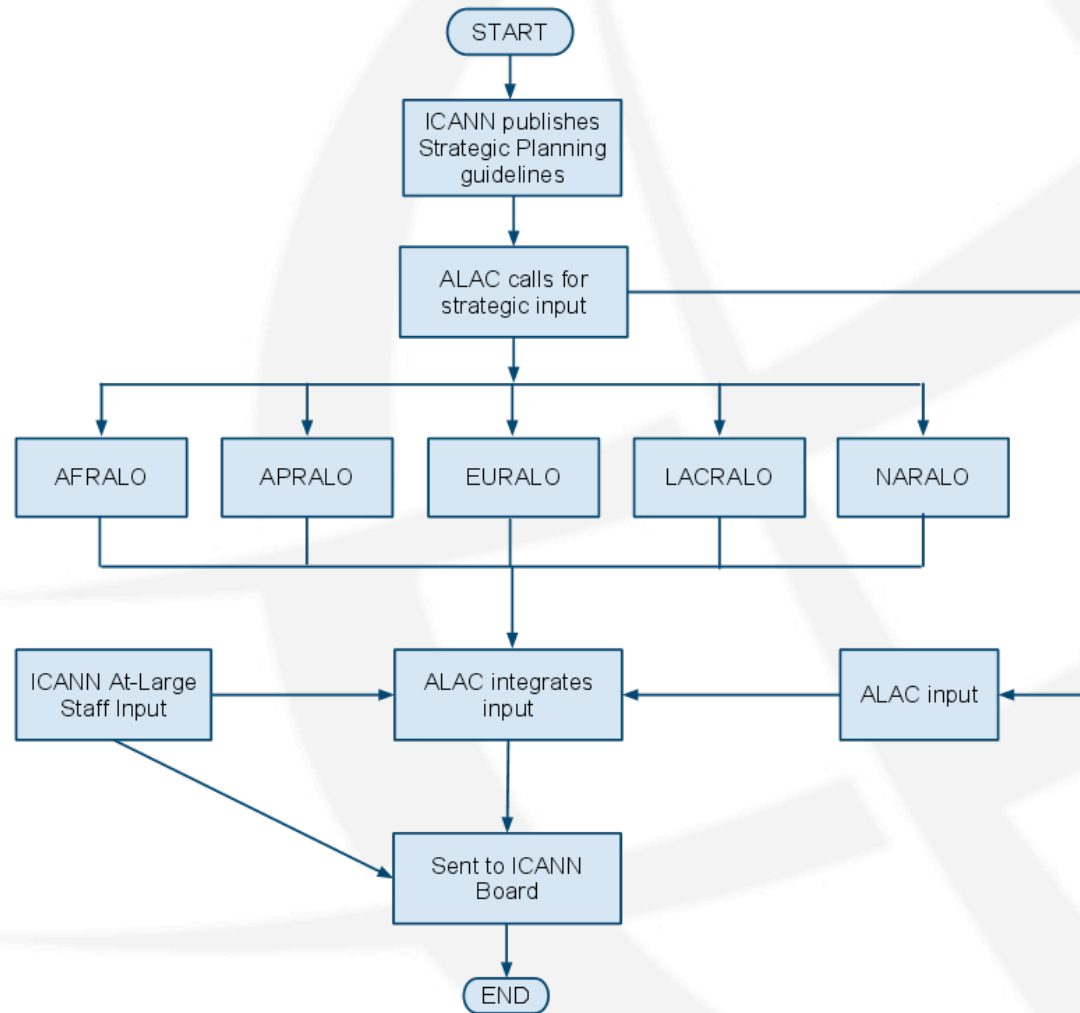 START
ICANN publishes
Strategic Planning
guidelines
ALAC calls for
strategic input
AFRALO
APRALO
EURALO
LACRALO
NARALO
ICANN At-Large
Staff Input
ALAC integrates
input
ALAC input
Sent to ICANN
Board
END